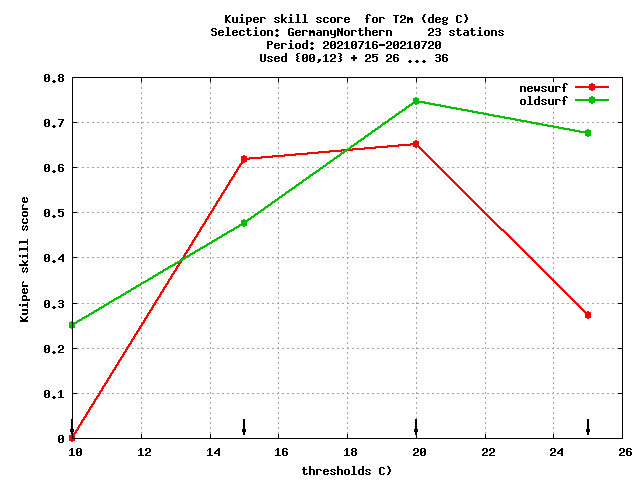 Kuiper skill score  for T2m (deg C)
Selection: GermanyNorthern     23 stations
Period: 20210716-20210720
Used {00,12} + 25 26 ... 36
newsurf
oldsurf
0.8
0.7
0.6
0.5
0.4
0.3
0.2
0.1
0
Kuiper skill score
10 12 14 16 18 20 22 24 26
thresholds C)